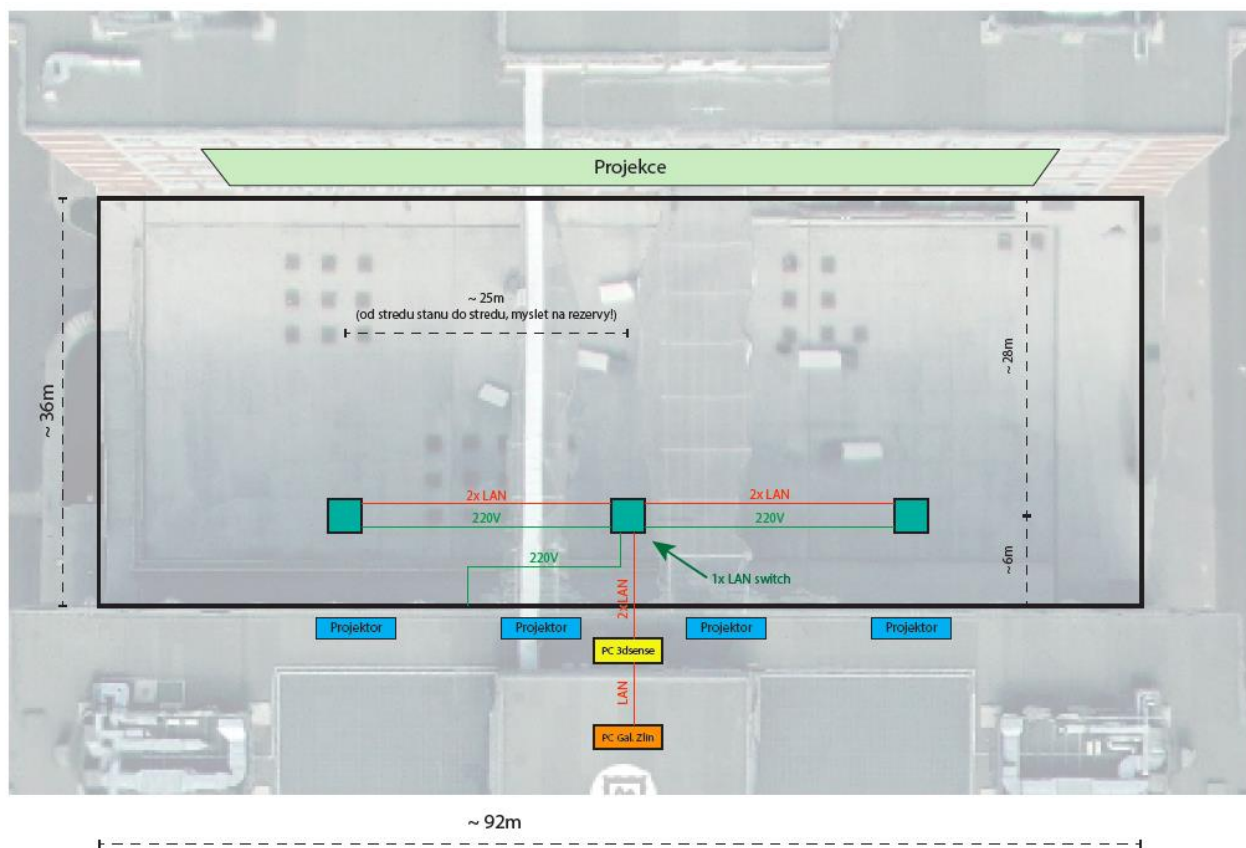 Projekce
~ 25m
(od stredu stanu do stredu, myslet na rezervy!)
~ 28m
~ 36m
2x LAN
2x LAN
220V
220V
220V
1x LAN switch
~6m
2x LAN
Projektor
Projektor
Projektor
Projektor
PC 3dsense
LAN
PC Gal. Zlin
~ 92m